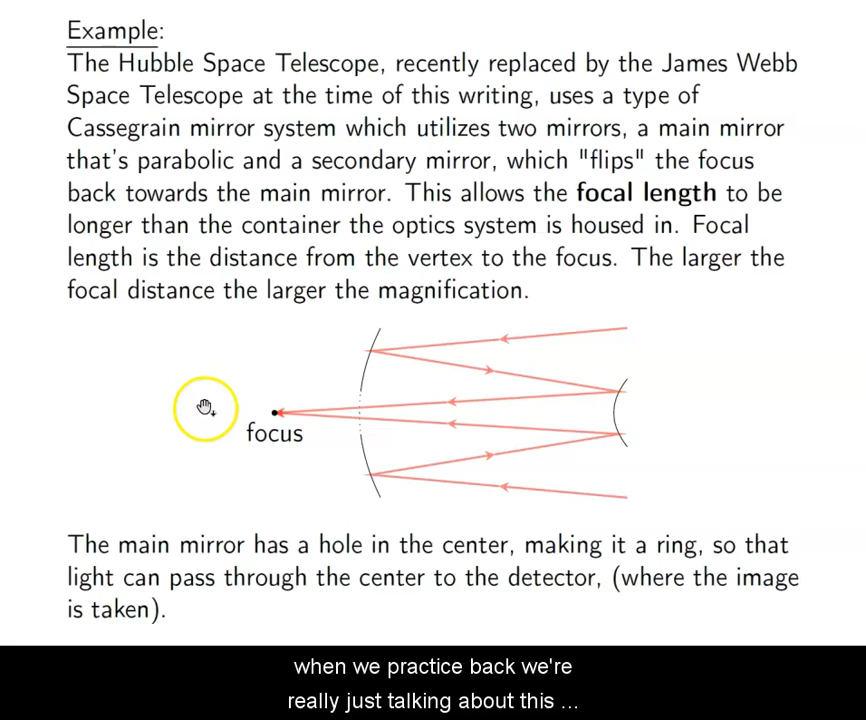 Example:
The Hubble Space Telescope, recently replaced by the James Webb
Space Telescope at the time of this writing, uses a type of
Cassegrain mirror system which utilizes two mirrors, a main mirror
that's parabolic and a secondary mirror, which "flips" the focus
back towards the main mirror. This allows the focal length to be
longer than the container the optics system is housed in. Focal
length is the distance from the vertex to the focus. The larger the
focal distance the larger the magnification.
focus
The main mirror has a hole in the center, making it a ring, so that
light can pass through the center to the detector, (where the image
is taken).
when we practice back we're
really just talking about this ...